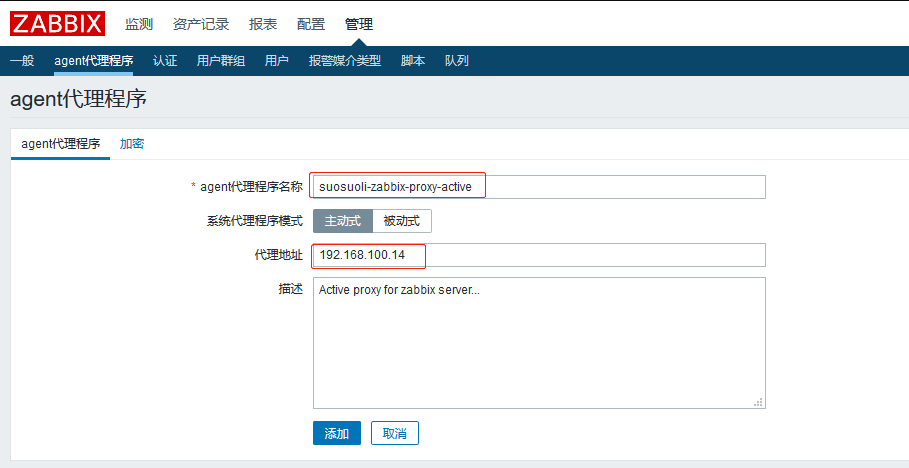 ZABBIX 监测 资产记录 报表 配置 管理
一般 agent代理程序 认证 用户群组 用户 报警媒介类型 脚本 队列
agent代理程序
agent代理程序 加密
* agent代理程序名称 suosuoli-zabbix-proxy-active
系统代理程序模式 主动式 被动式
代理地址 192.168.100.14
描述 Active proxy for zabbix server...
添加 取消